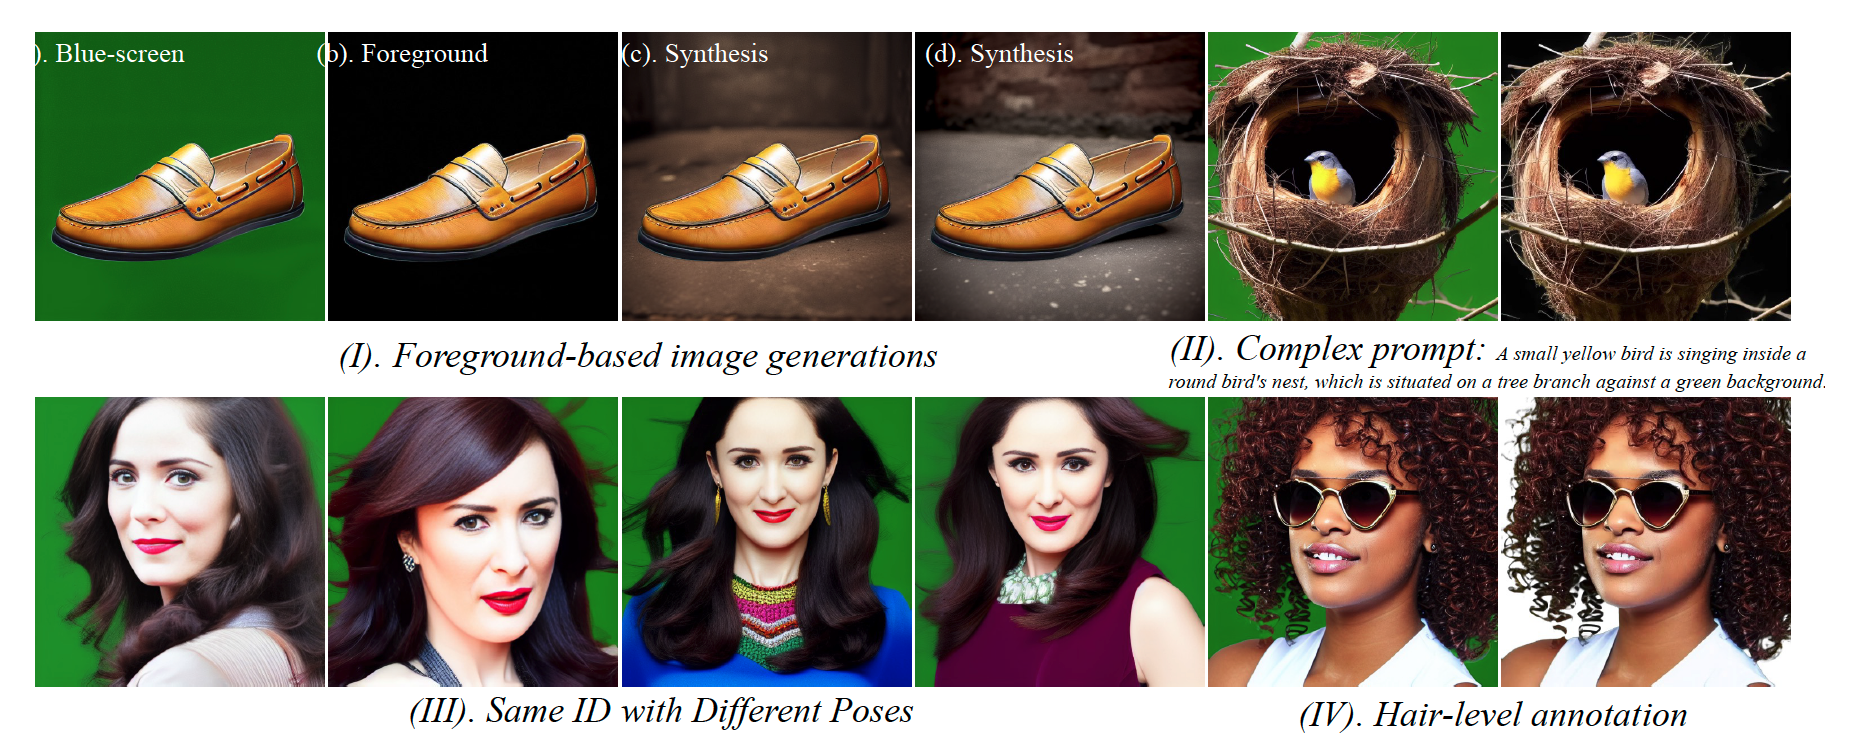 ). Blue-screen
(b). Foreground
(c). Synthesis
(d). Synthesis
(I). Foreground-based image generations
(II). Complex prompt: A small yellow bird is singing inside a
round bird's nest, which is situated on a tree branch against a green background.
(III). Same ID with Different Poses
(IV). Hair-level annotation